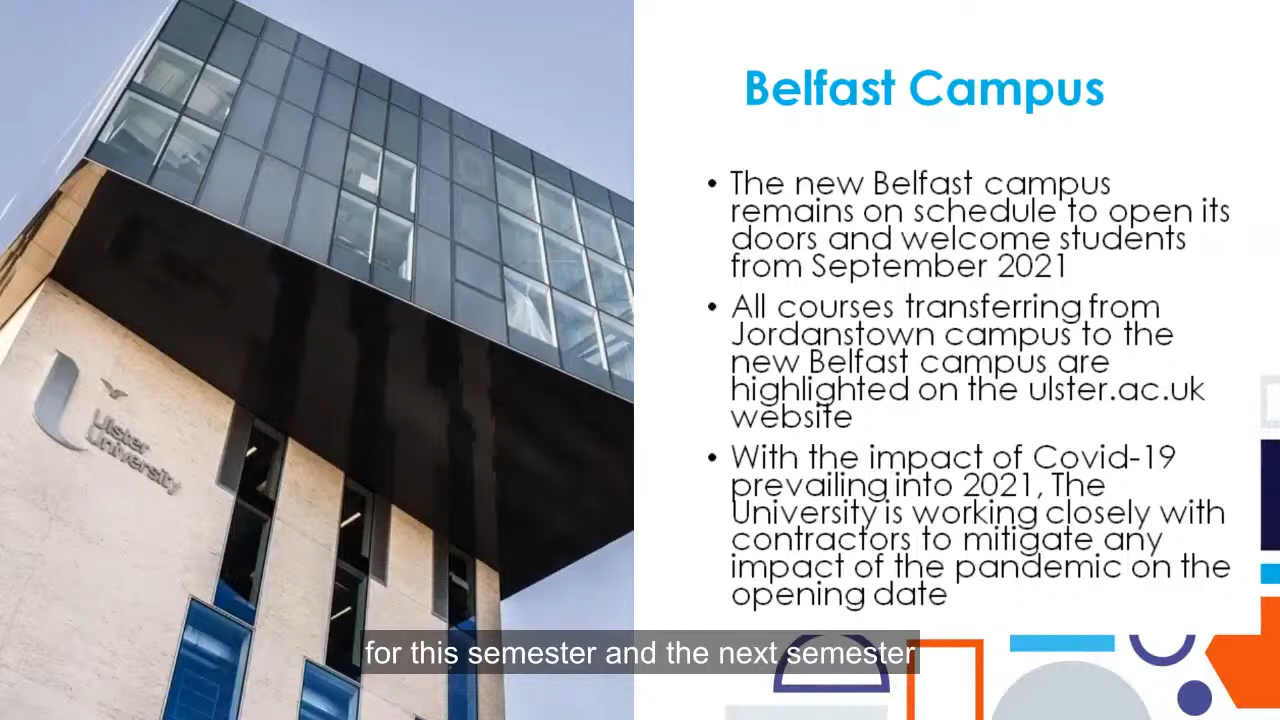 Belfast Campus
• The new Belfast campus
remains on schedule to open its
doors and welcome students
from September 2021
• All courses transferring from
Jordanstown campus to the
new Belfast campus are
highlighted on the ulster.ac.uk
website
• With the impact of Covid-19
prevailing into 2021, The
University is working closely with
contractors to mitigate any
impact of the pandemic on the
opening date
Ulster
University
for this semester and the next semester